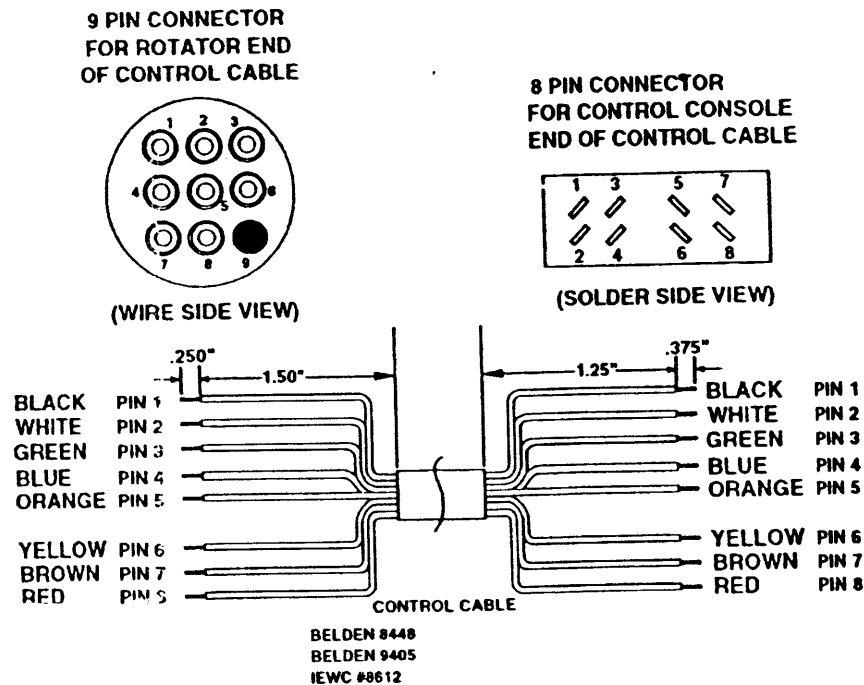 9 PIN CONNECTOR
FOR ROTATOR END
OF CONTROL CABLE
1 2 3
4 5 6
7 8 9
(WIRE SIDE VIEW)
8 PIN CONNECTOR
FOR CONTROL CONSOLE
END OF CONTROL CABLE
1 3 5 7
2 4 6 8
(SOLDER SIDE VIEW)
.250"
1.50"
1.25"
.375"
BLACK PIN 1
WHITE PIN 2
GREEN PIN 3
BLUE PIN 4
ORANGE PIN 5
YELLOW PIN 6
BROWN PIN 7
RED PIN
BLACK PIN 1
WHITE PIN 2
GREEN PIN 3
BLUE PIN 4
ORANGE PIN 5
YELLOW PIN 6
BROWN PIN 7
RED PIN 8
CONTROL CABLE
BELDEN 8448
BELDEN 9405
IEWC #8612